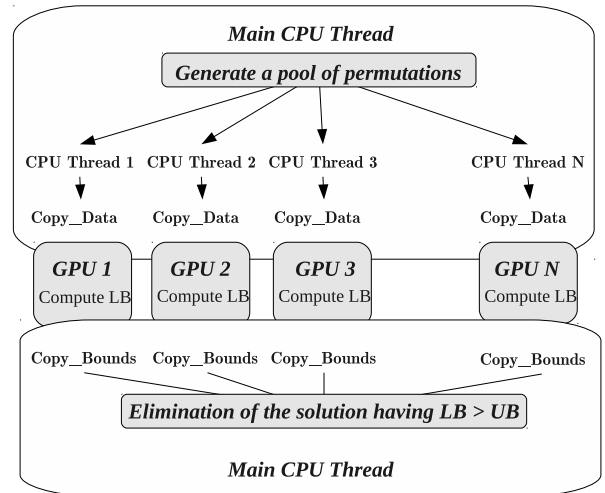 Main CPU Thread
Generate a pool of permutations
CPU Thread 1 CPU Thread 2 CPU Thread 3 CPU Thread N
Copy_Data Copy_Data Copy_Data Copy_Data
GPU 1 GPU 2 GPU 3 GPU N
Compute LB Compute LB Compute LB Compute LB
Copy_Bounds Copy_Bounds Copy_Bounds Copy_Bounds
Elimination of the solution having LB > UB
Main CPU Thread